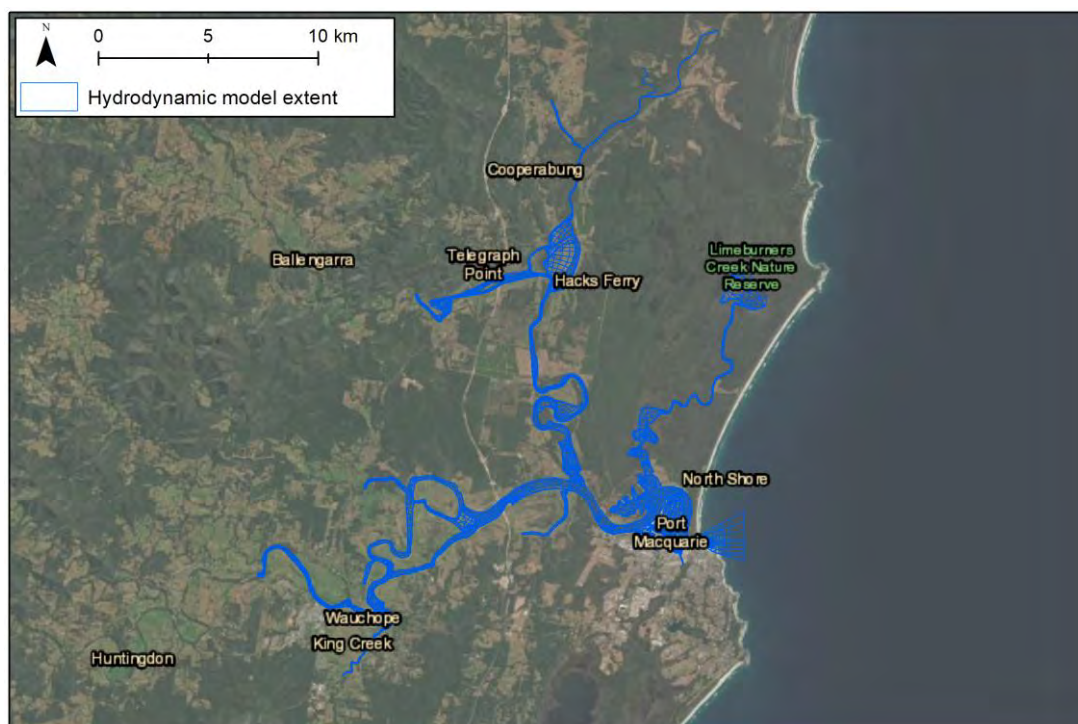 N
0 5 10 km
Hydrodynamic model extent
Cooperabung
Limeburners
Creek Nature
Reserve
Ballengarra
Telegraph
Point
Hacks Ferry
North Shore
Port
Macquarie
Wauchope
King Creek
Huntingdon